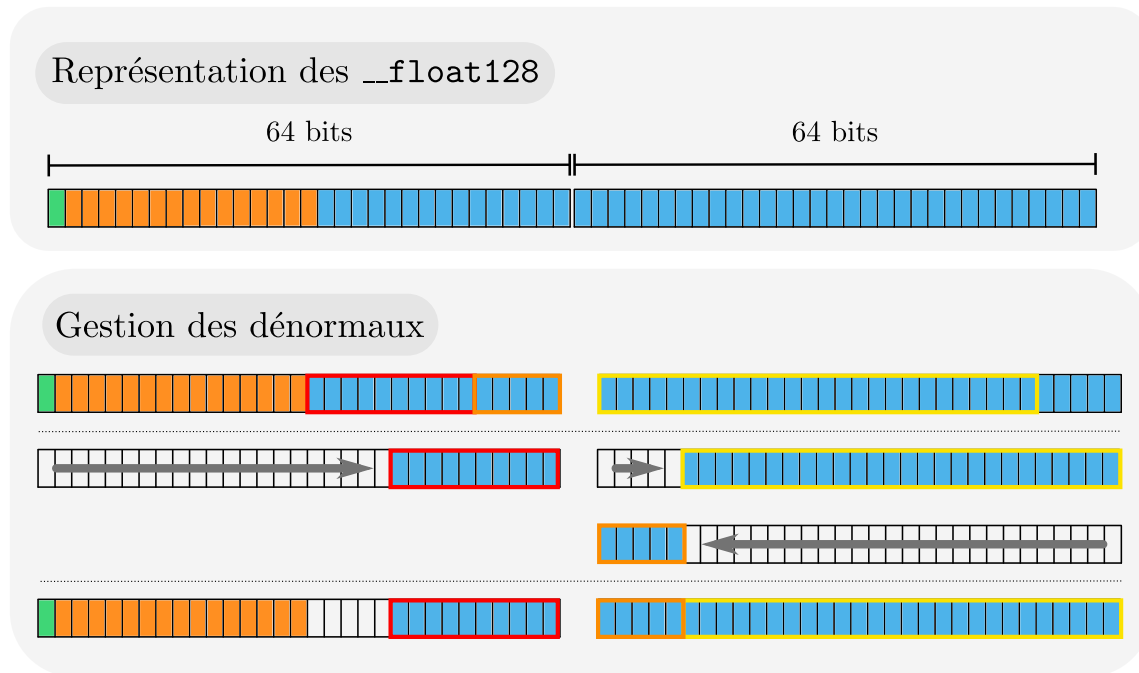 Représentation des __float128
64 bits 64 bits
Gestion des dénormaux